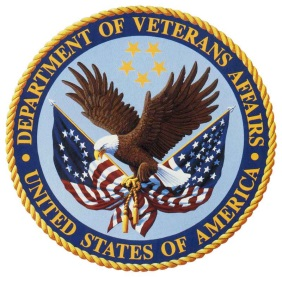 DEPARTMENT OF VETERANS AFFAIRS
UNITED STATES OF AMERICA